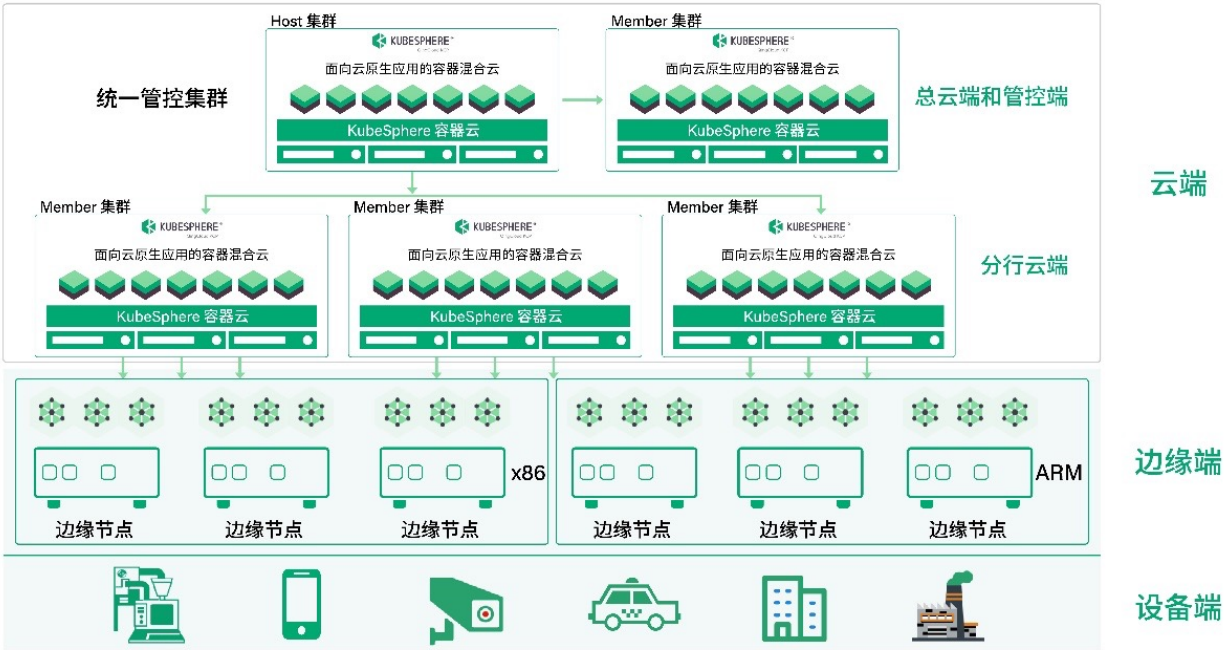 Host 集群
Member 集群
KUBESPHERE
KUBESPHERE
面向云原生应用的容器混合云
面向云原生应用的容器混合云
统一管控集群
总云端和管控端
KubeSphere 容器云
KubeSphere 容器云
云端
Member 集群
Member 集群
Member 集群
KUBESPHERE
KUBESPHERE
KUBESPHERE
面向云原生应用的容器混合云
面向云原生应用的容器混合云
面向云原生应用的容器混合云
分行云端
KubeSphere 容器云
KubeSphere 容器云
KubeSphere 容器云
x86
ARM
边缘端
边缘节点
边缘节点
边缘节点
边缘节点
边缘节点
边缘节点
设备端